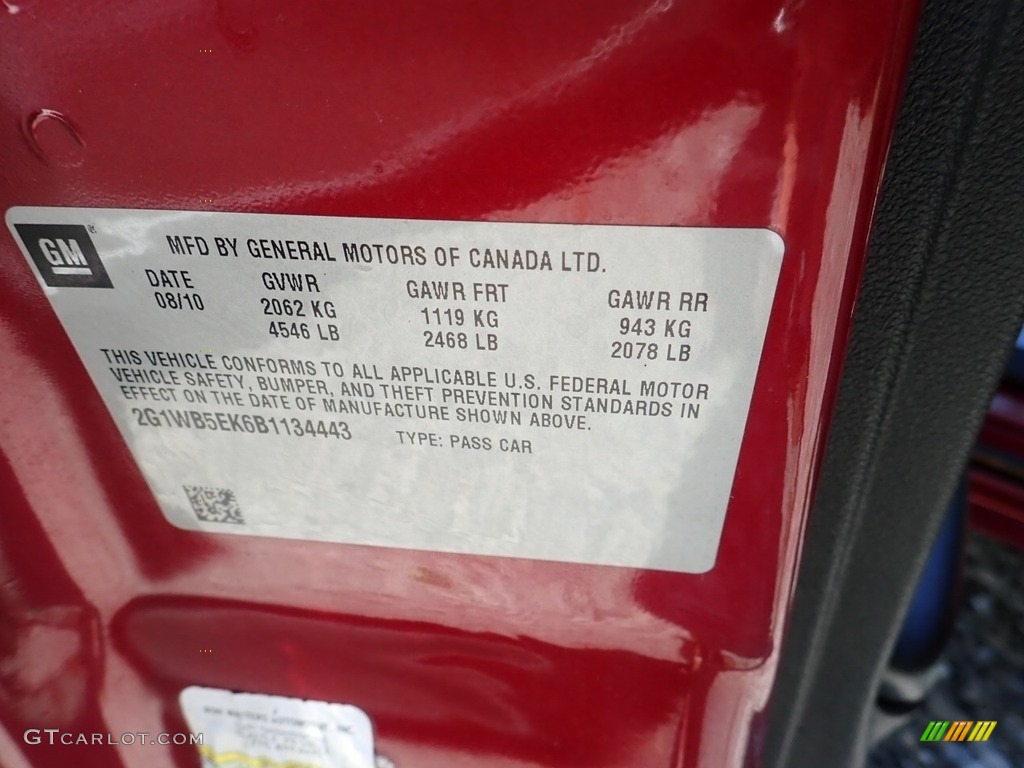 GM
MFD BY GENERAL MOTORS OF CANADA LTD.
DATE GVWR GAWR FRT GAWR RR
08/10 2062 KG 1119 KG 943 KG
4546 LB 2468 LB 2078 LB
THIS VEHICLE CONFORMS TO ALL APPLICABLE U.S. FEDERAL MOTOR
VEHICLE SAFETY, BUMPER, AND THEFT PREVENTION STANDARDS IN
EFFECT ON THE DATE OF MANUFACTURE SHOWN ABOVE.
2G1WB5EK6B1134443 TYPE: PASS CAR
AUTOMOTIVE, INC
GTCARLOT.COM